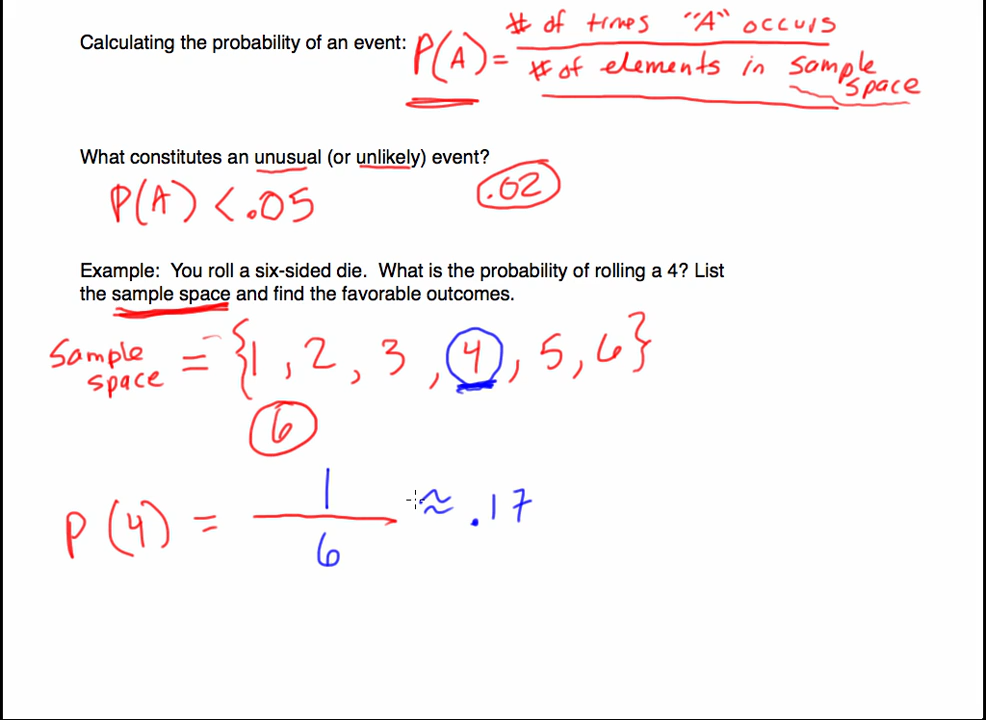 Calculating the probability of an event: P(A) = # of times "A" occurs
# of elements in sample space
What constitutes an unusual (or unlikely) event?
P(A) < .05 .02
Example: You roll a six-sided die. What is the probability of rolling a 4? List
the sample space and find the favorable outcomes.
sample space = {1, 2, 3, 4, 5, 6}
6
P(4) = 1/6 ≈ .17